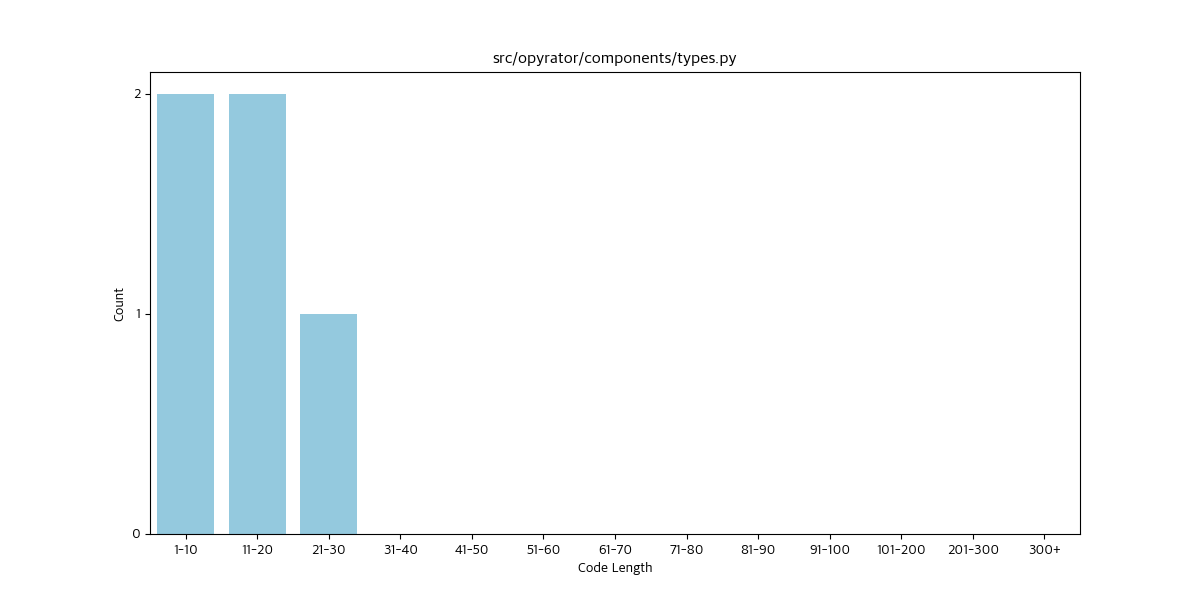 src/opyrator/components/types.py
2
1
0
Count
1-10 11-20 21-30 31-40 41-50 51-60 61-70 71-80 81-90 91-100 101-200 201-300 300+
Code Length